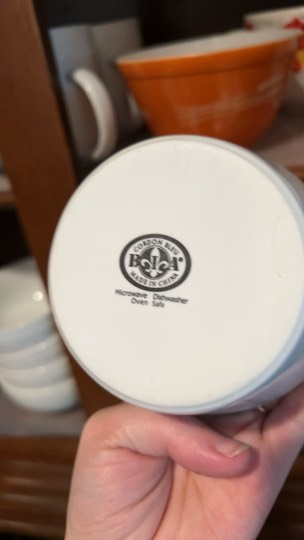 CORDON BLEU
BIA
MADE IN CHINA
Microwave Dishwasher
Oven Safe